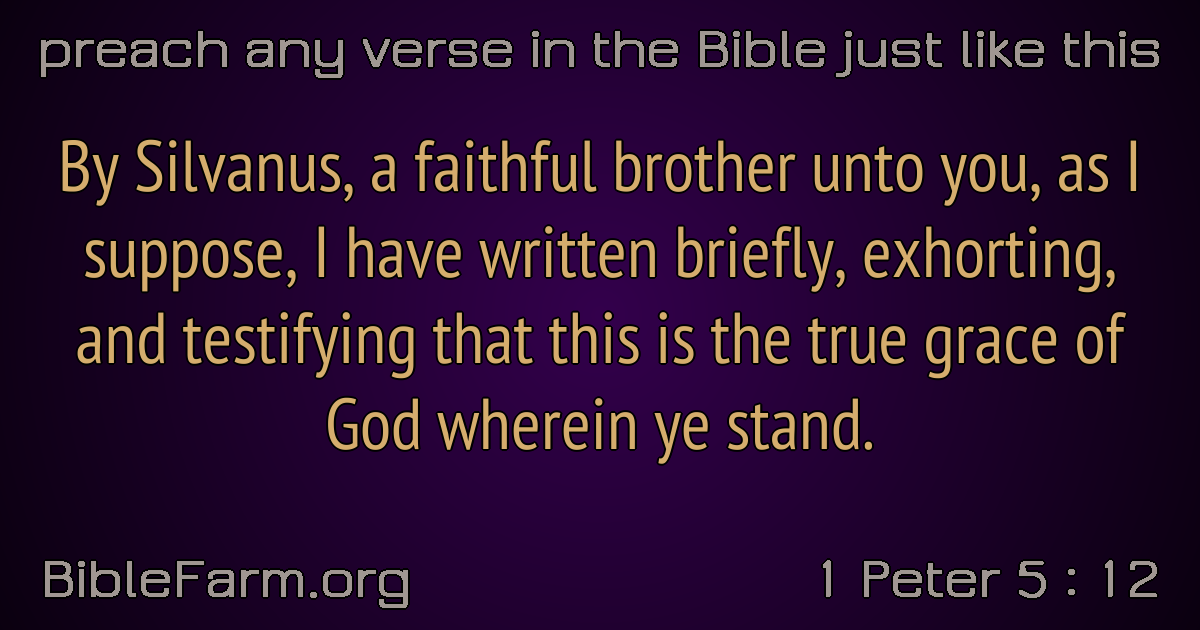 preach any verse in the Bible just like this
By Silvanus, a faithful brother unto you, as I
suppose, I have written briefly, exhorting,
and testifying that this is the true grace of
God wherein ye stand.
BibleFarm.org
1 Peter 5 : 12